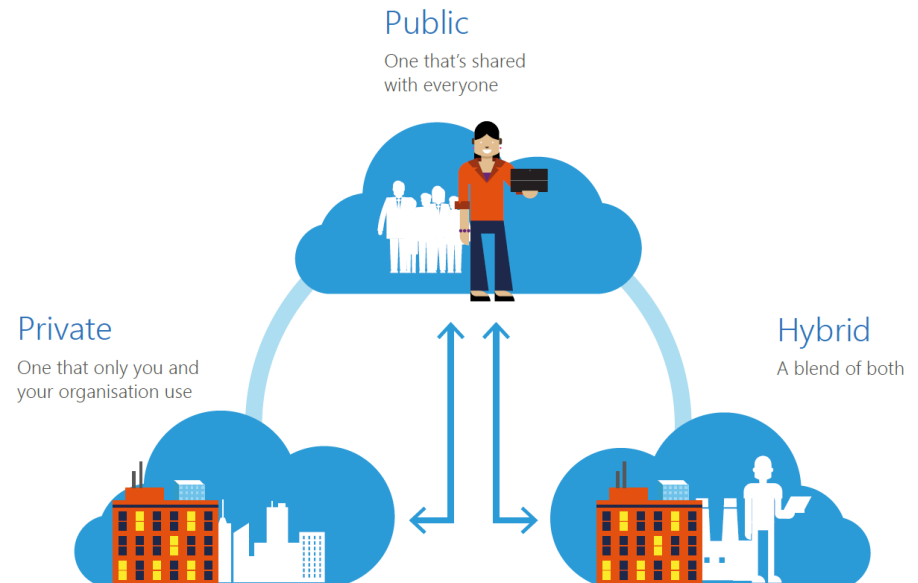 Public
One that's shared
with everyone
Private
One that only you and
your organisation use
Hybrid
A blend of both